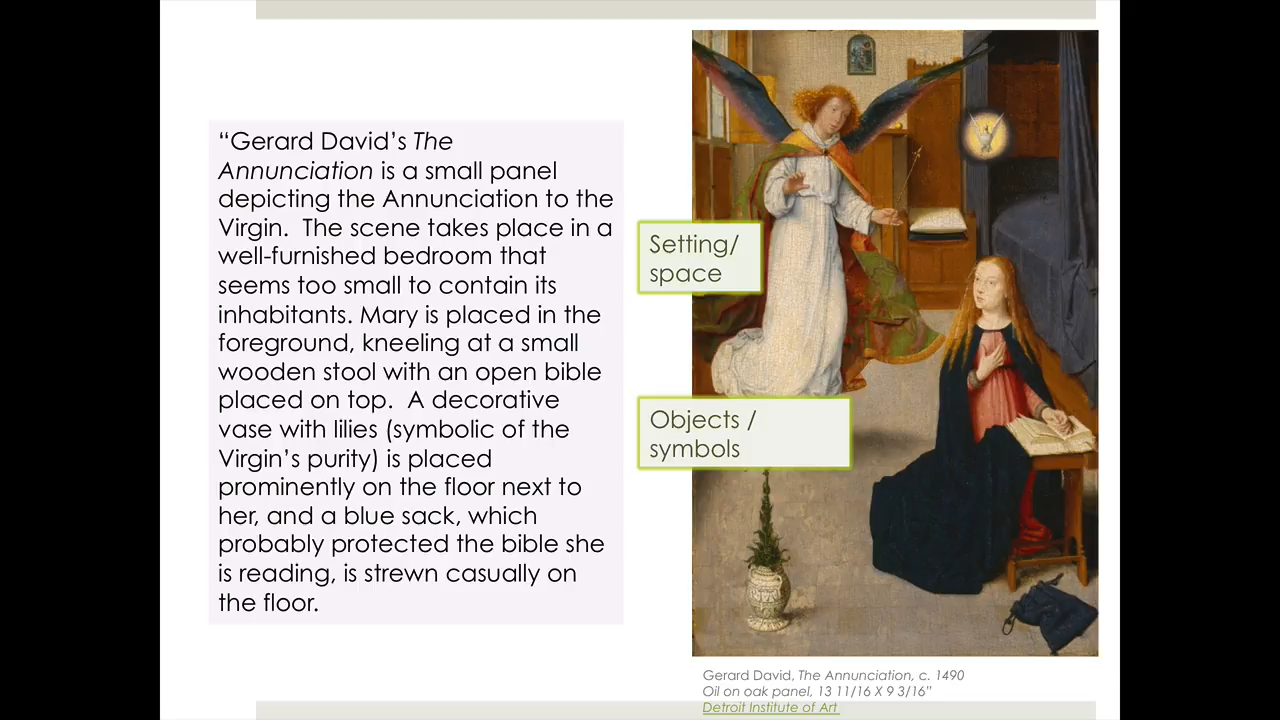 “Gerard David’s The
Annunciation is a small panel
depicting the Annunciation to the
Virgin.  The scene takes place in a
well-furnished bedroom that
seems too small to contain its
inhabitants. Mary is placed in the
foreground, kneeling at a small
wooden stool with an open bible
placed on top.  A decorative
vase with lilies (symbolic of the
Virgin’s purity) is placed
prominently on the floor next to
her, and a blue sack, which
probably protected the bible she
is reading, is strewn casually on
the floor.
Setting/
space
Objects /
symbols
Gerard David, The Annunciation, c. 1490
Oil on oak panel, 13 11/16 X 9 3/16”
Detroit Institute of Art